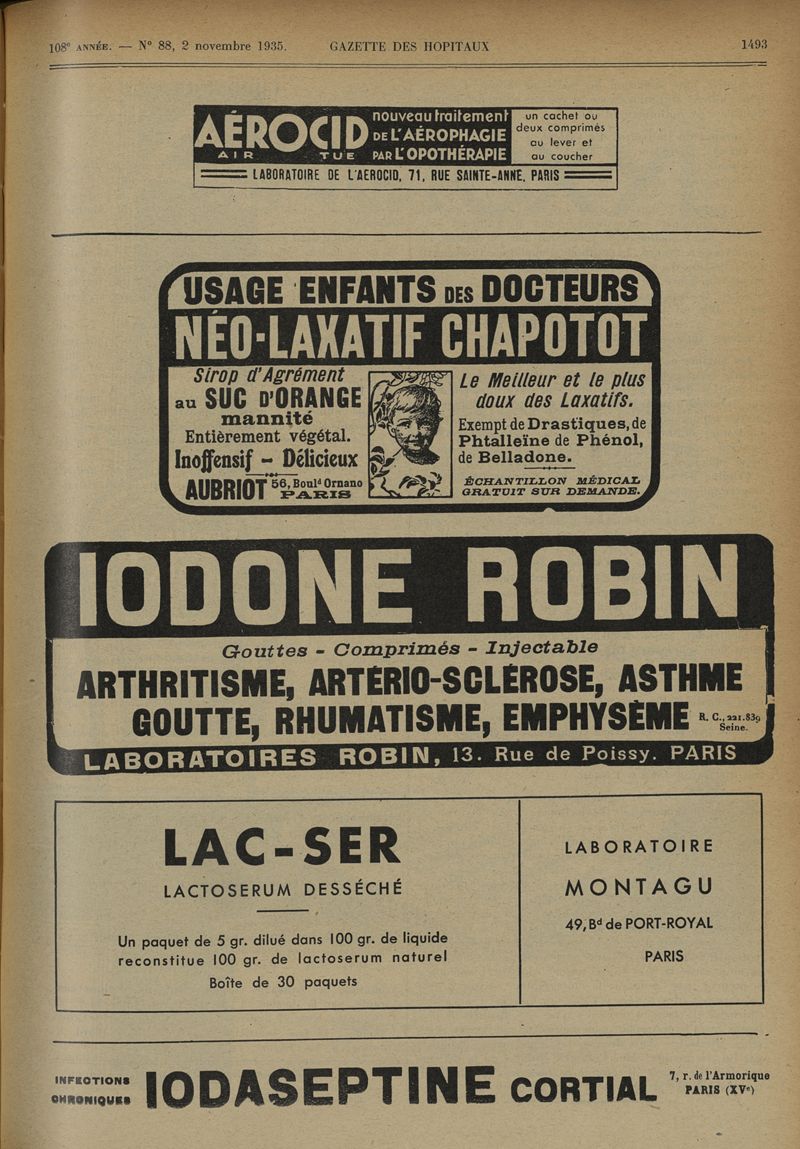 108e ANNÉE. — N° 88, 2 novembre 1935. GAZETTE DES HOPITAUX 1493
AÉROCID
AIR TUE
nouveau traitement
DE L'AÉROPHAGIE
PAR L'OPOTHÉRAPIE
un cachet ou
deux comprimés
au lever et
au coucher
LABORATOIRE DE L'AEROCID, 71, RUE SAINTE-ANNE, PARIS
USAGE ENFANTS DES DOCTEURS
NÉO-LAXATIF CHAPOTOT
Sirop d'Agrément
au SUC D'ORANGE
mannité
Entièrement végétal.
Inoffensif - Délicieux
AUBRIOT 56, Bould Ornano
PARIS
Le Meilleur et le plus
doux des Laxatifs.
Exempt de Drastiques, de
Phtalleïne de Phénol,
de Belladone.
ÉCHANTILLON MÉDICAL
GRATUIT SUR DEMANDE.
IODONE ROBIN
Gouttes - Comprimés - Injectable
ARTHRITISME, ARTÉRIO-SCLÉROSE, ASTHME
GOUTTE, RHUMATISME, EMPHYSÈME R. C., 221.839
Seine.
LABORATOIRES ROBIN, 13. Rue de Poissy. PARIS
LAC-SER
LACTOSERUM DESSÉCHÉ
Un paquet de 5 gr. dilué dans 100 gr. de liquide
reconstitue 100 gr. de lactoserum naturel
Boîte de 30 paquets
LABORATOIRE
MONTAGU
49, Bd de PORT-ROYAL
PARIS
INFECTIONS
CHRONIQUES
IODASEPTINE CORTIAL
7, r. de l'Armorique
PARIS (XVe)